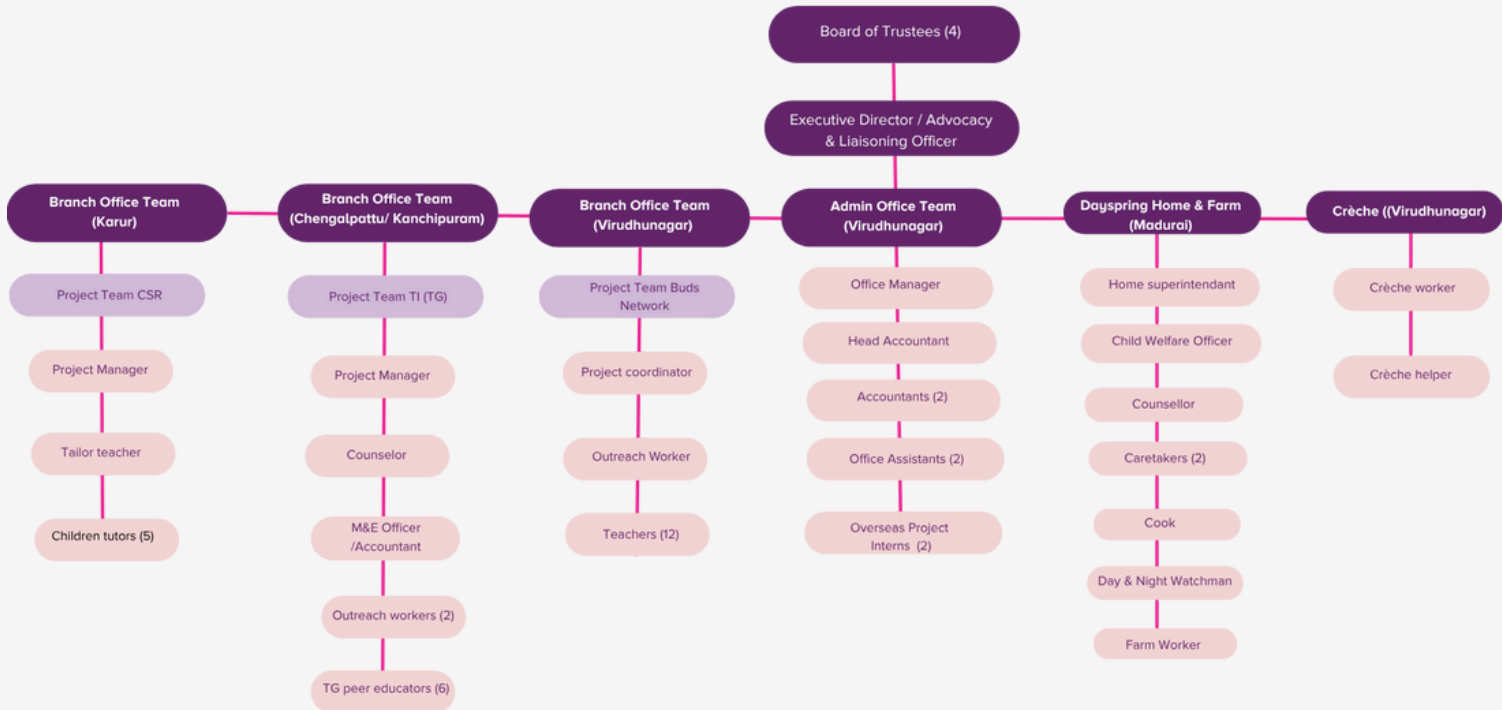 Board of Trustees (4)
Executive Director / Advocacy
& Liaisoning Officer
Branch Office Team
(Karur)
Project Team CSR
Project Manager
Tailor teacher
Children tutors (5)
Branch Office Team
(Chengalpattu/ Kanchipuram)
Project Team TI (TG)
Project Manager
Counselor
M&E Officer
/Accountant
Outreach workers (2)
TG peer educators (6)
Branch Office Team
(Virudhunagar)
Project Team Buds
Network
Project coordinator
Outreach Worker
Teachers (12)
Admin Office Team
(Virudhunagar)
Office Manager
Head Accountant
Accountants (2)
Office Assistants (2)
Overseas Project
Interns (2)
Dayspring Home & Farm
(Madurai)
Home superintendant
Child Welfare Officer
Counsellor
Caretakers (2)
Cook
Day & Night Watchman
Farm Worker
Crèche ((Virudhunagar)
Crèche worker
Crèche helper